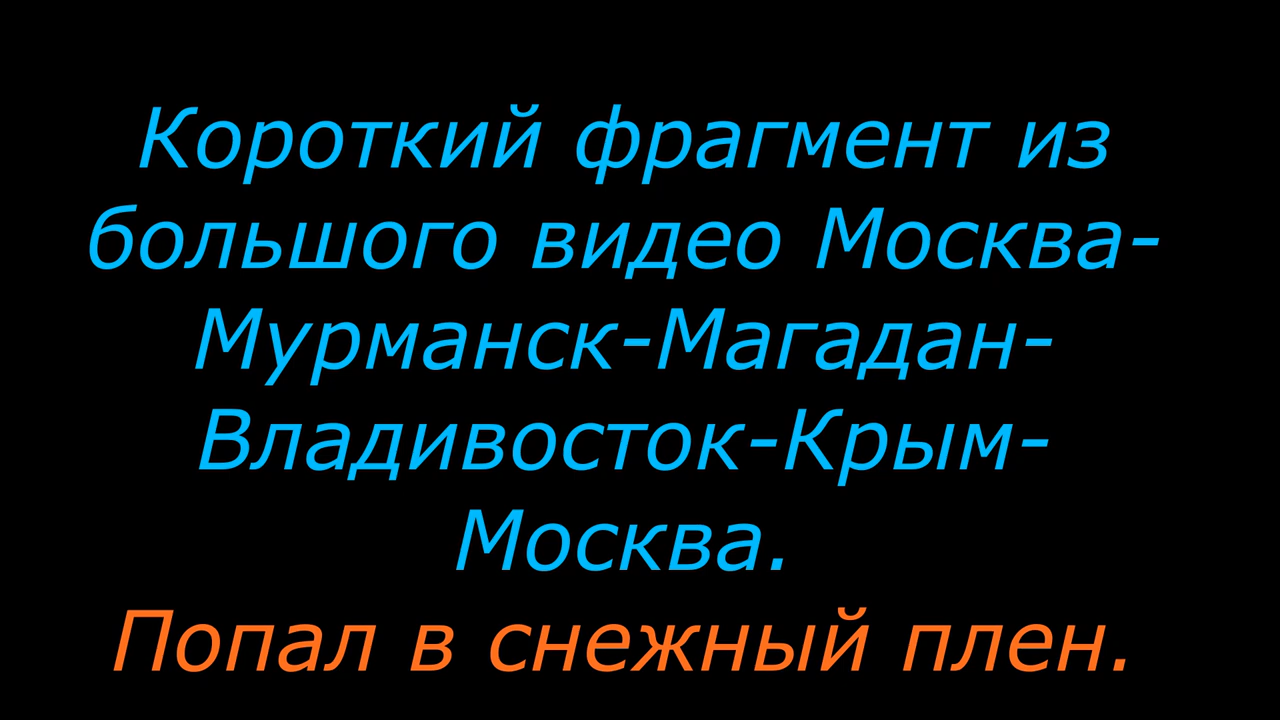 Короткий фрагмент из
большого видео Москва-
Мурманск-Магадан-
Владивосток-Крым-
Москва.
Попал в снежный плен.